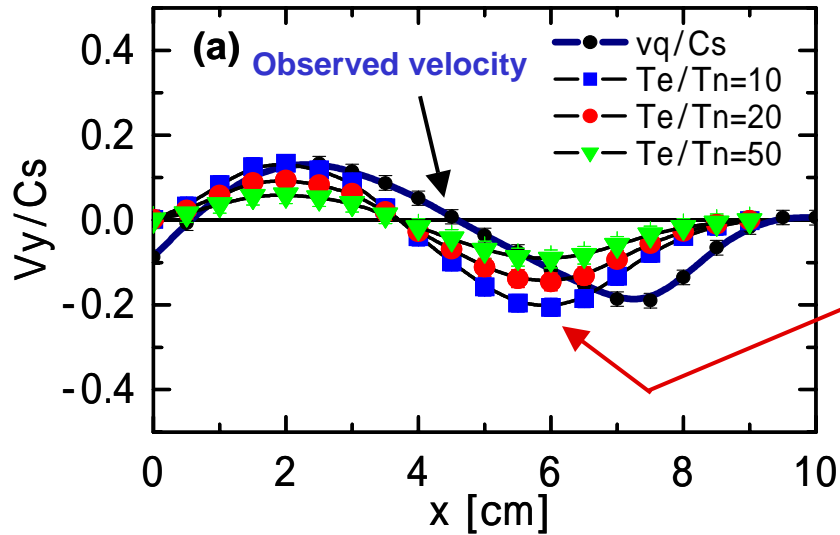 (a)
Observed velocity
vq/Cs
Te/Tn=10
Te/Tn=20
Te/Tn=50
Vy/Cs
0.4
0.2
0.0
-0.2
-0.4
0 2 4 6 8 10
x [cm]